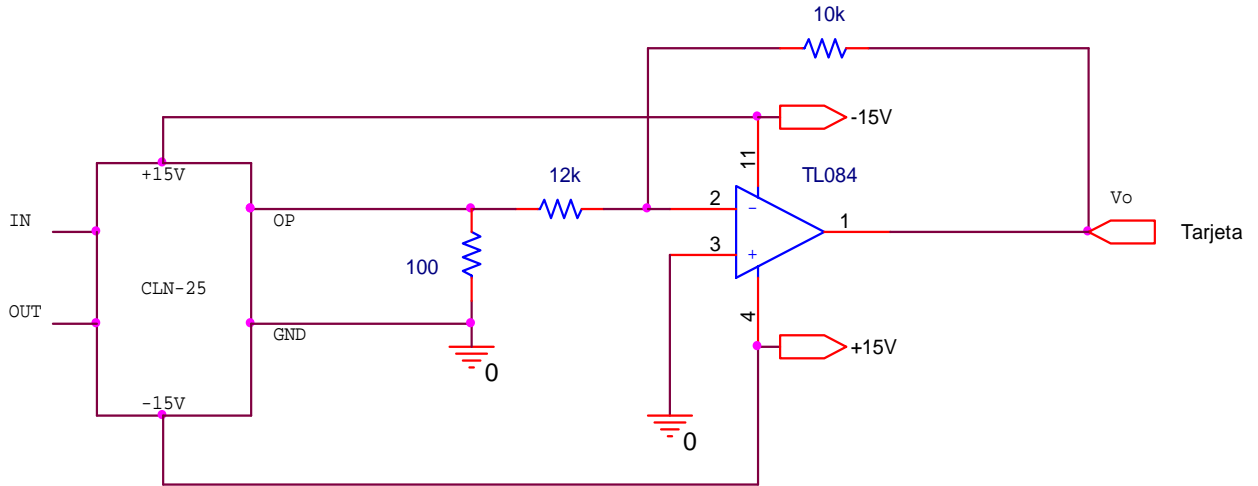 10k
-15V
11
TL084
+15V
12k
2
Vo
IN
OP
1
Tarjeta
3
100
CLN-25
OUT
GND
4
+15V
0
-15V
0